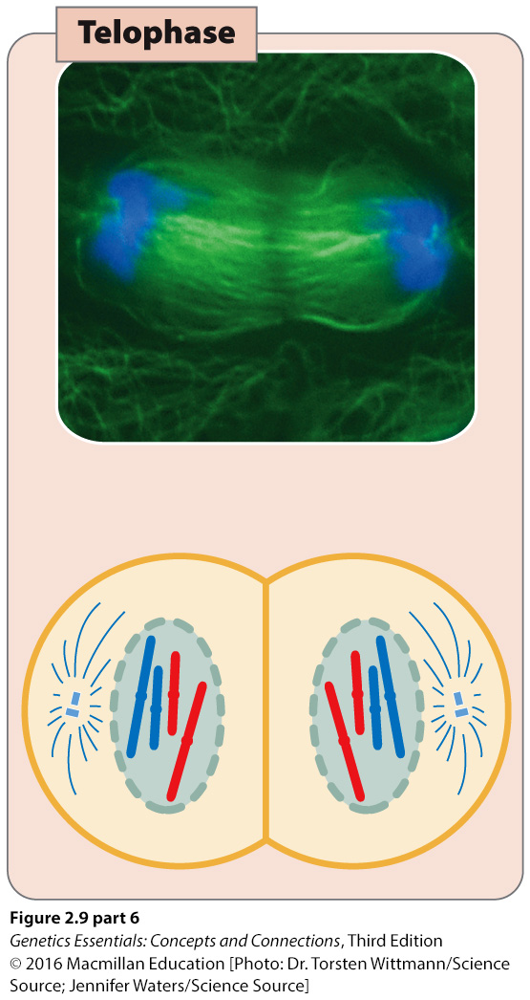 Telophase
Figure 2.9 part 6
Genetics Essentials: Concepts and Connections, Third Edition
© 2016 Macmillan Education [Photo: Dr. Torsten Wittmann/Science
Source; Jennifer Waters/Science Source]